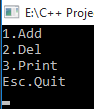 E:\C++ Proje
1.Add
2.Del
3.Print
Esc.Quit